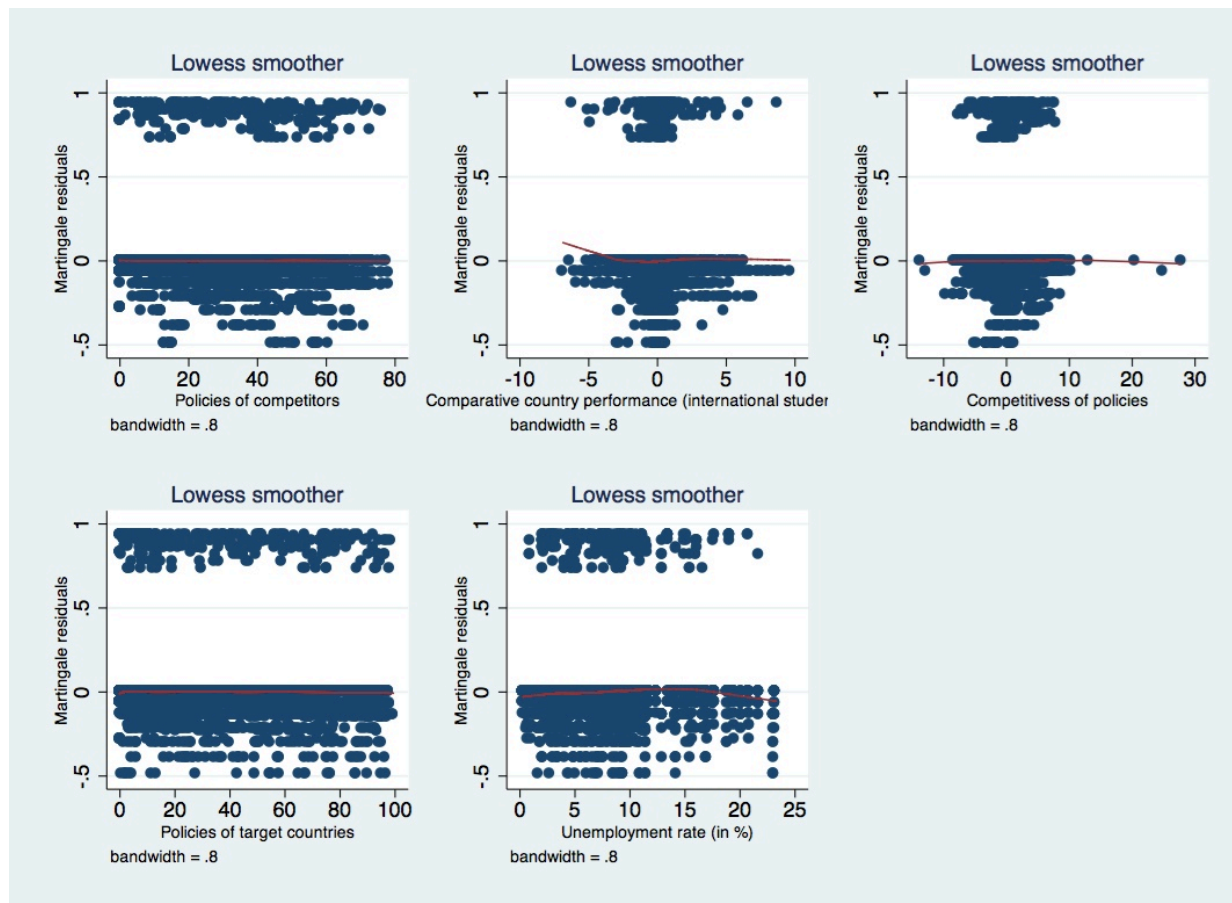 Lowess smoother
Martingale residuals
1
.5
0
-.5
0 20 40 60 80
Policies of competitors
bandwidth = .8
Lowess smoother
Martingale residuals
1
.5
0
-.5
-10 -5 0 5 10
Comparative country performance (international studer
bandwidth = .8
Lowess smoother
Martingale residuals
1
.5
0
-.5
-10 0 10 20 30
Competitivess of policies
bandwidth = .8
Lowess smoother
Martingale residuals
1
.5
0
-.5
0 20 40 60 80 100
Policies of target countries
bandwidth = .8
Lowess smoother
Martingale residuals
1
.5
0
-.5
0 5 10 15 20 25
Unemployment rate (in %)
bandwidth = .8